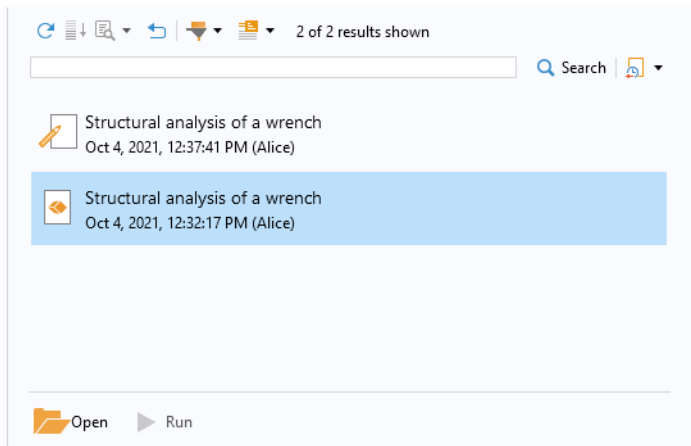 2 of 2 results shown
Search
Structural analysis of a wrench
Oct 4, 2021, 12:37:41 PM (Alice)
Structural analysis of a wrench
Oct 4, 2021, 12:32:17 PM (Alice)
Open Run